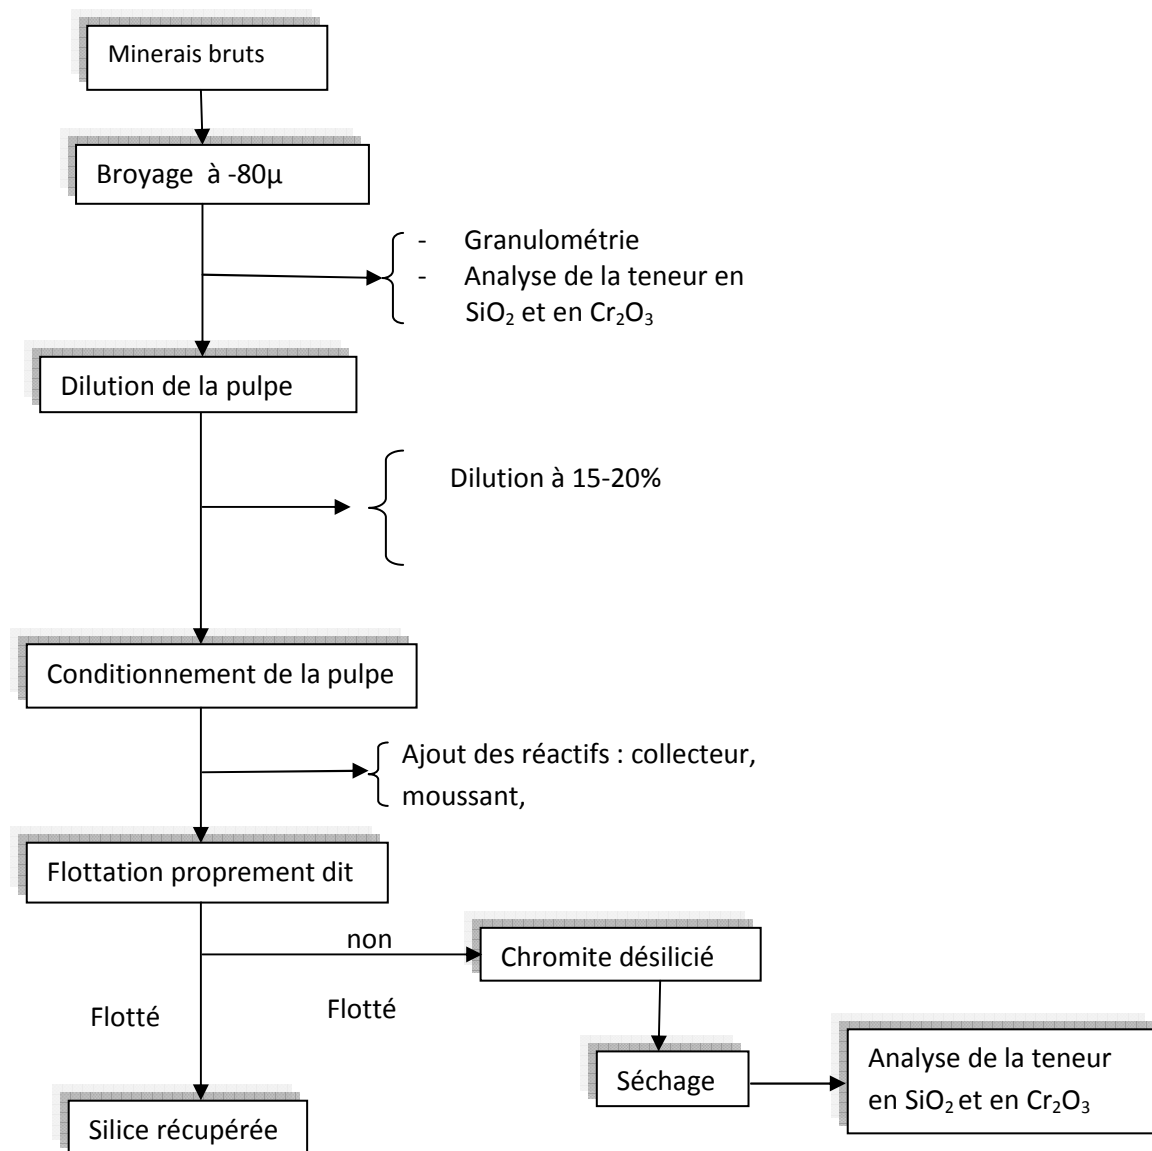 Minerais bruts
Broyage à -80µ
- Granulométrie
- Analyse de la teneur en
SiO₂ et en Cr₂O₃
Dilution de la pulpe
Dilution à 15-20%
Conditionnement de la pulpe
Ajout des réactifs : collecteur,
moussant,
Flottation proprement dit
non
Chromite désilicié
Flotté
Flotté
Séchage
Analyse de la teneur
en SiO₂ et en Cr₂O₃
Silice récupérée